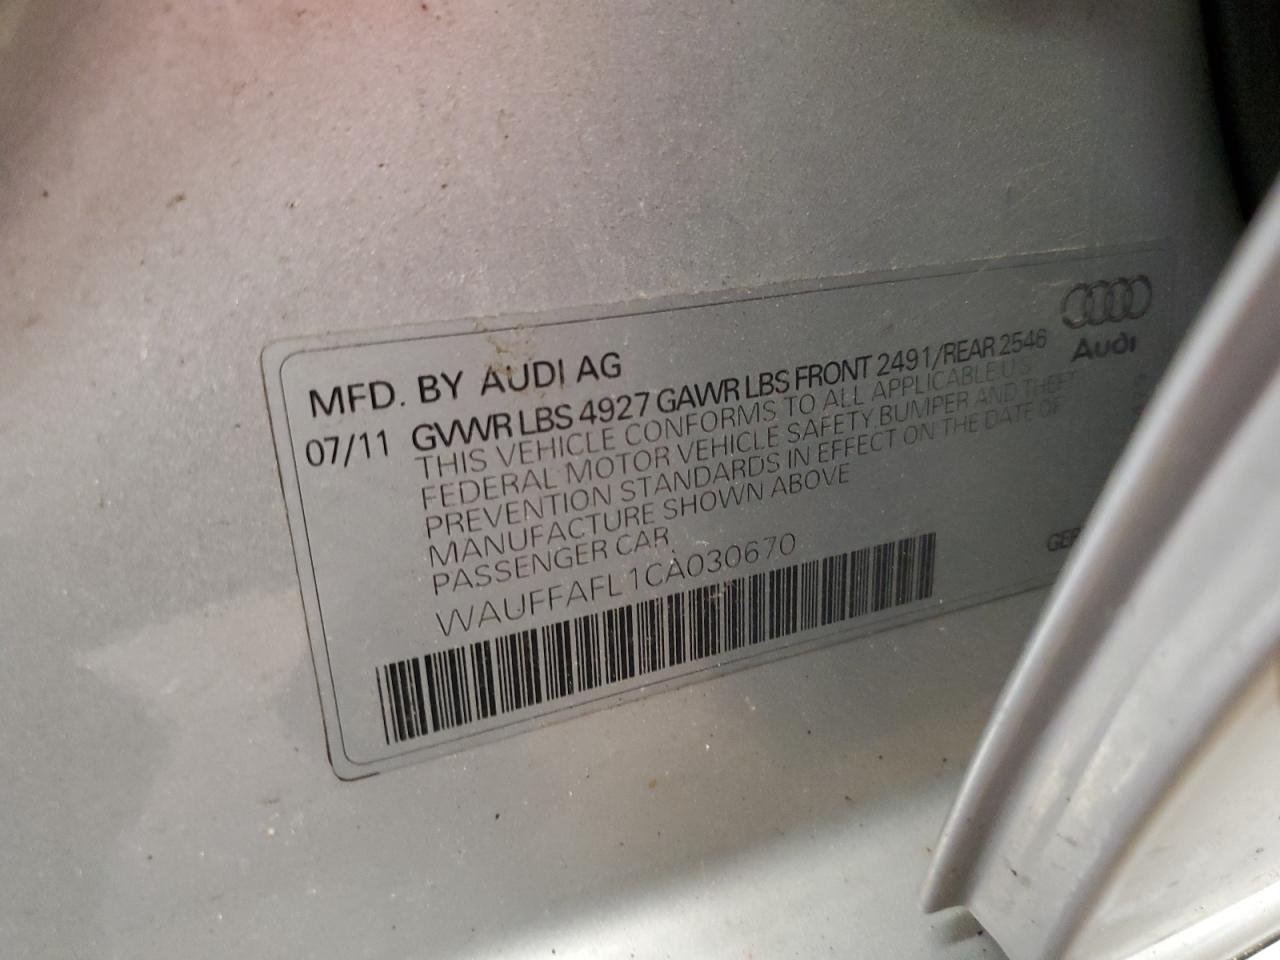 MFD. BY AUDI AG
07/11 GVWR LBS 4927 GAWR LBS FRONT 2491/REAR 2546
THIS VEHICLE CONFORMS TO ALL APPLICABLE US
FEDERAL MOTOR VEHICLE SAFETY, BUMPER AND THEFT
PREVENTION STANDARDS IN EFFECT ON THE DATE OF
MANUFACTURE SHOWN ABOVE
PASSENGER CAR
WAUFFAFL1CA030670
Audi